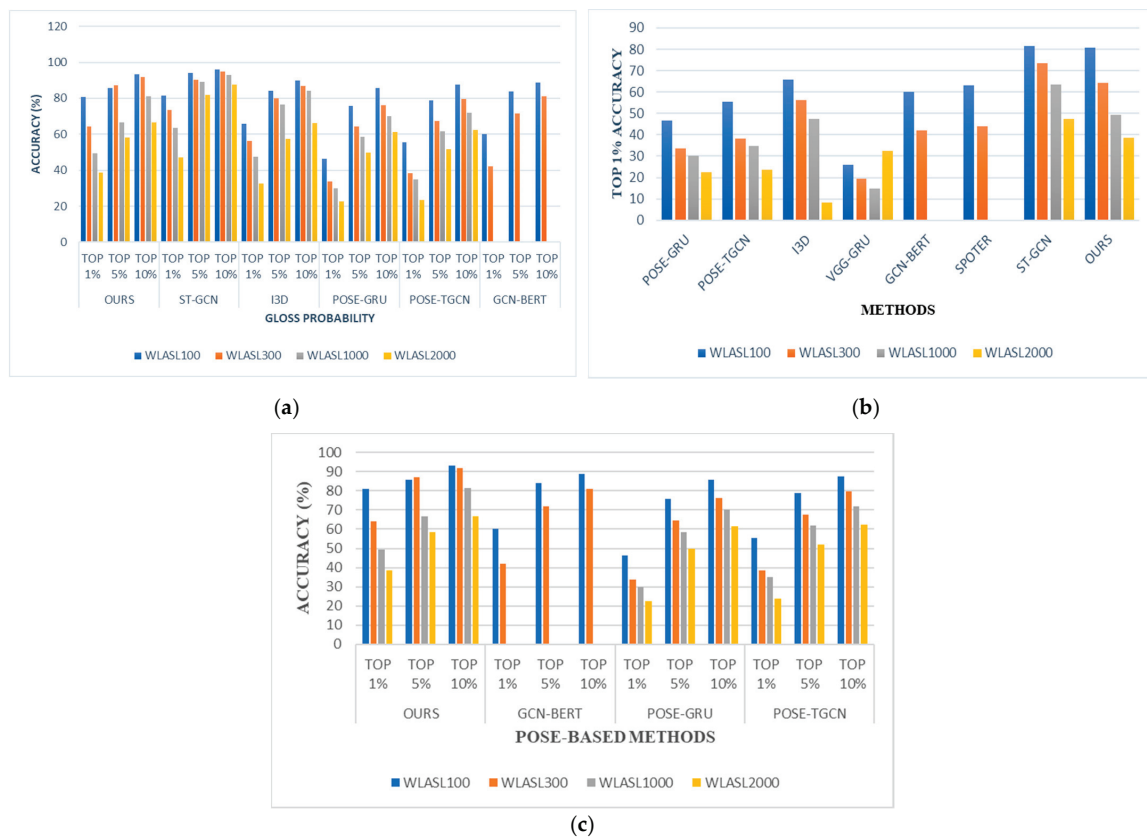 120
100
80
60
40
20
0
ACCURACY (%)
TOP 1% TOP 5% TOP 10% TOP 1% TOP 5% TOP 10% TOP 1% TOP 5% TOP 10% TOP 1% TOP 5% TOP 10% TOP 1% TOP 5% TOP 10% TOP 1% TOP 5% TOP 10%
OURS ST-GCN I3D POSE-GRU POSE-TGCN GCN-BERT
GLOSS PROBABILITY
WLASL100 WLASL300 WLASL1000 WLASL2000
(a)
90
80
70
60
50
40
30
20
10
0
TOP 1% ACCURACY
POSE-GRU POSE-TGCN I3D VGG-GRU GCN-BERT SPOTER ST-GCN OURS
METHODS
WLASL100 WLASL300 WLASL1000 WLASL2000
(b)
100
90
80
70
60
50
40
30
20
10
0
ACCURACY (%)
TOP TOP TOP TOP TOP TOP TOP TOP TOP TOP TOP TOP
1% 5% 10% 1% 5% 10% 1% 5% 10% 1% 5% 10%
OURS GCN-BERT POSE-GRU POSE-TGCN
POSE-BASED METHODS
WLASL100 WLASL300 WLASL1000 WLASL2000
(c)